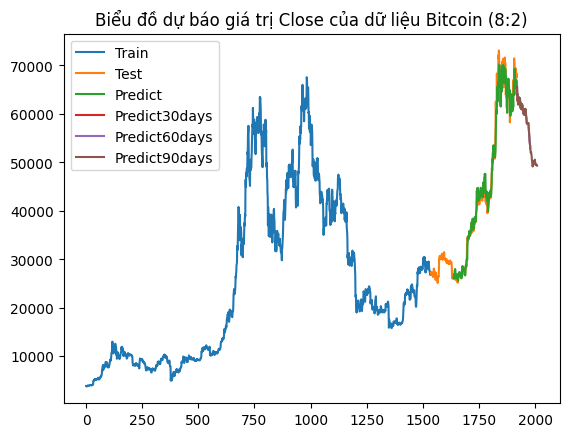 Biểu đồ dự báo giá trị Close của dữ liệu Bitcoin (8:2)
Train
Test
Predict
Predict30days
Predict60days
Predict90days
70000
60000
50000
40000
30000
20000
10000
0 250 500 750 1000 1250 1500 1750 2000